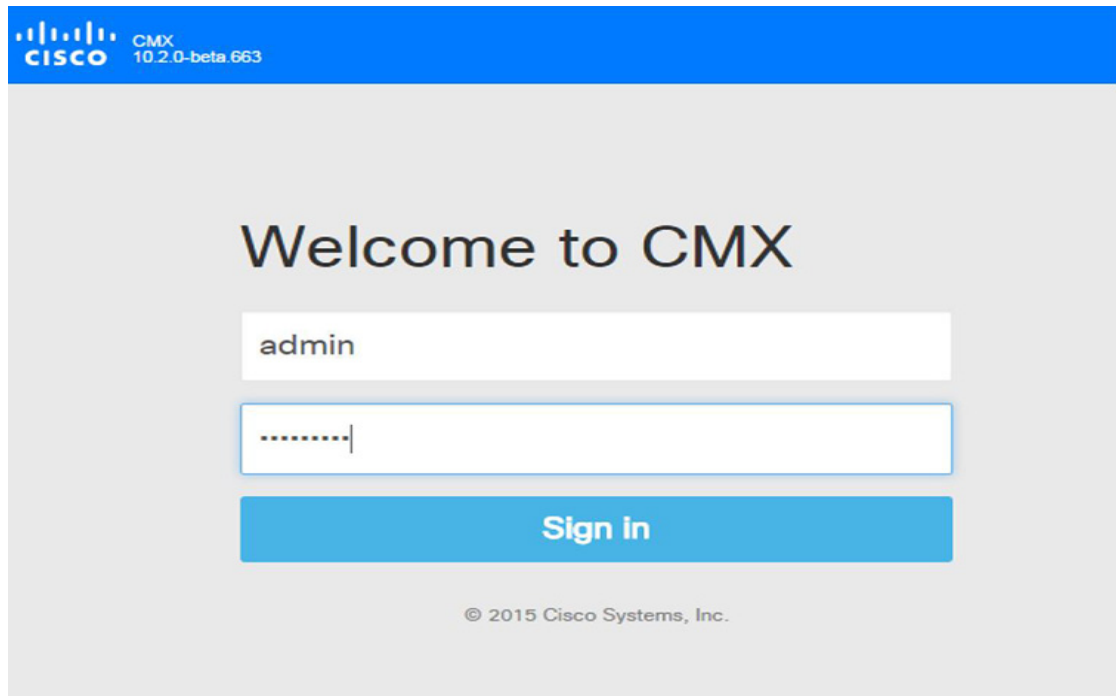 CISCO
CMX
10.2.0-beta.663
Welcome to CMX
admin
•••••••••
Sign in
© 2015 Cisco Systems, Inc.